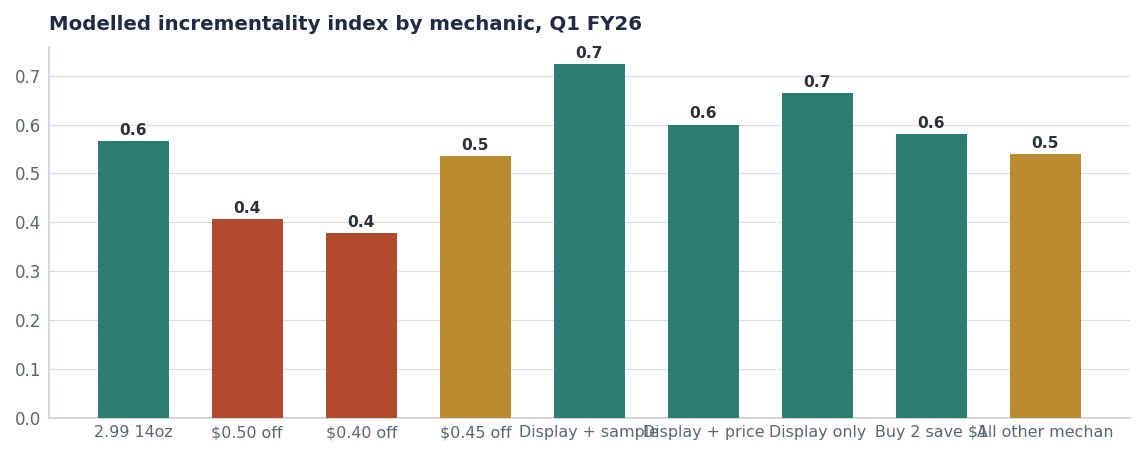 Modelled incrementality index by mechanic, Q1 FY26
0.7
0.6
0.5
0.4
0.3
0.2
0.1
0.0
0.6
0.4
0.4
0.5
0.7
0.6
0.7
0.6
0.5
2.99 14oz
$0.50 off
$0.40 off
$0.45 off
Display + sample
Display + price
Display only
Buy 2 save $1
All other mechan